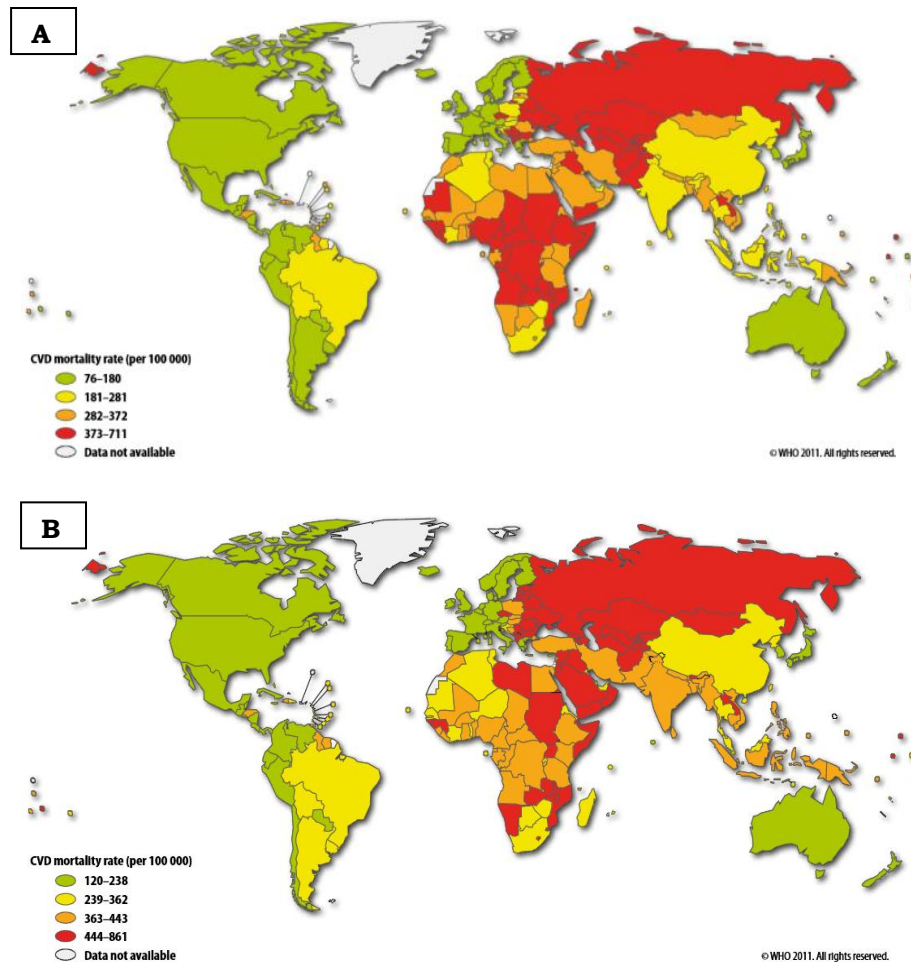 A
CVD mortality rate (per 100 000)
76–180
181–281
282–372
373–711
Data not available
© WHO 2011. All rights reserved.
B
CVD mortality rate (per 100 000)
120–238
239–362
363–443
444–861
Data not available
© WHO 2011. All rights reserved.